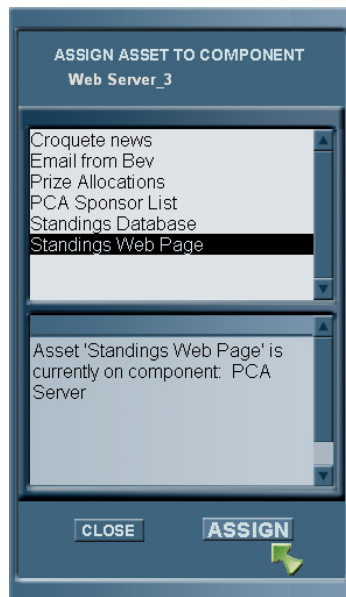 ASSIGN ASSET TO COMPONENT
Web Server_3
Croquete news
Email from Bev
Prize Allocations
PCA Sponsor List
Standings Database
Standings Web Page
Asset 'Standings Web Page' is
currently on component:  PCA
Server
CLOSE
ASSIGN